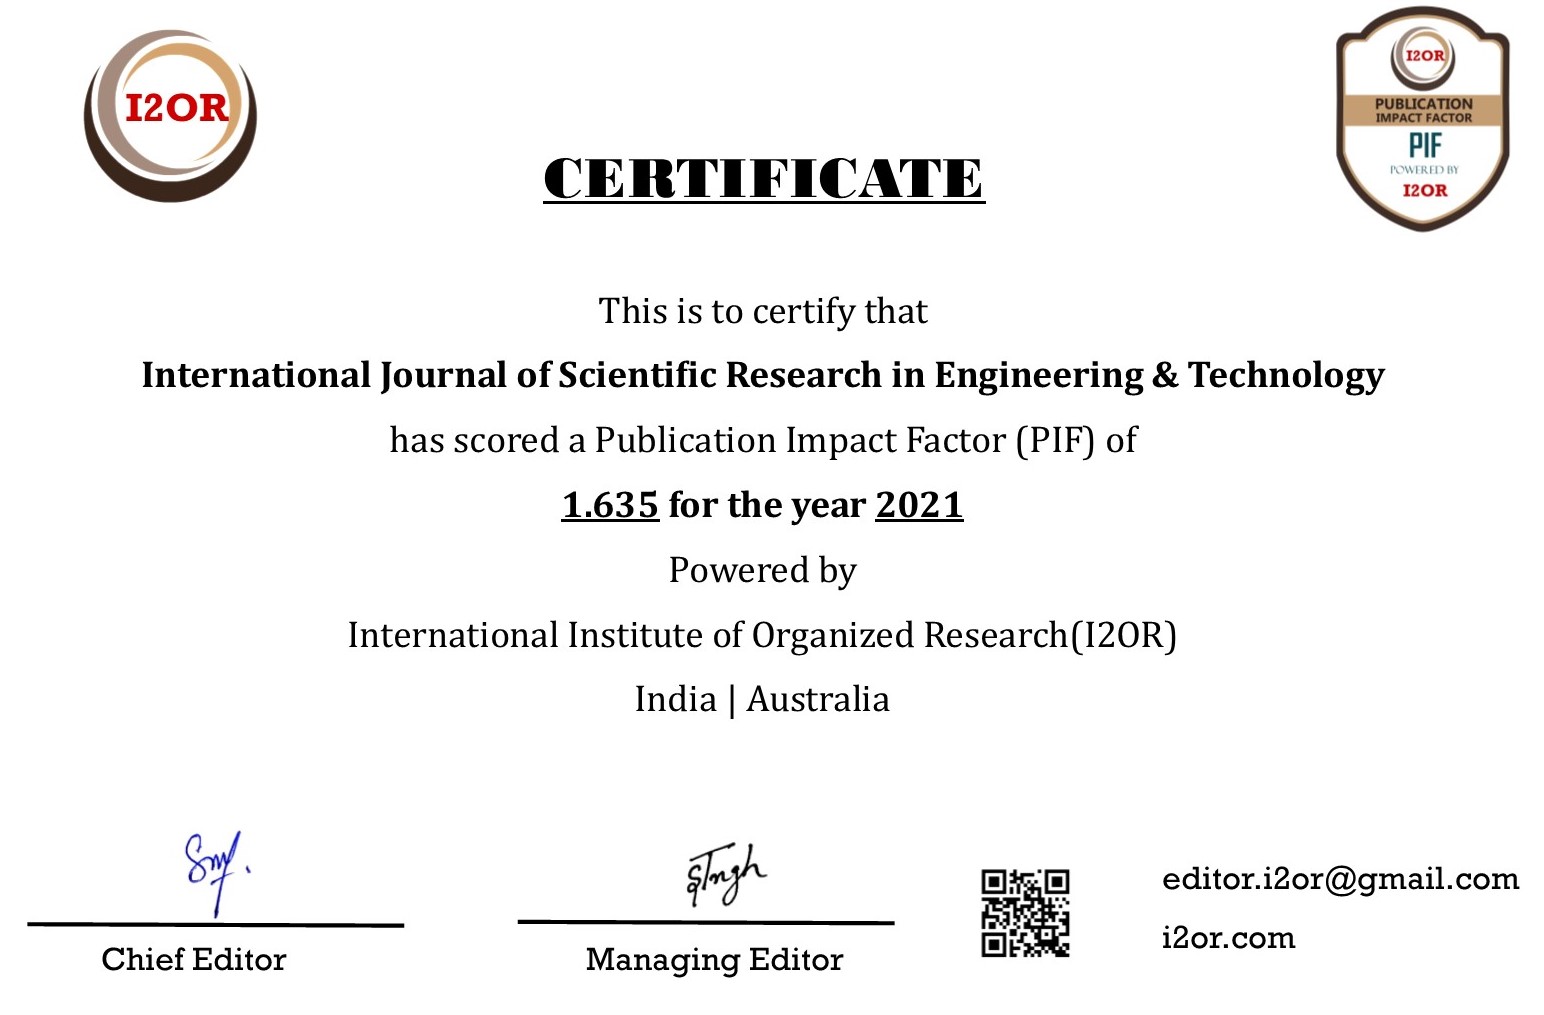 I2OR
I2OR
PUBLICATION
IMPACT FACTOR
PIF
POWERED BY
I2OR
CERTIFICATE
This is to certify that
International Journal of Scientific Research in Engineering & Technology
has scored a Publication Impact Factor (PIF) of
1.635 for the year 2021
Powered by
International Institute of Organized Research(I2OR)
India | Australia
Chief Editor
Managing Editor
editor.i2or@gmail.com
i2or.com